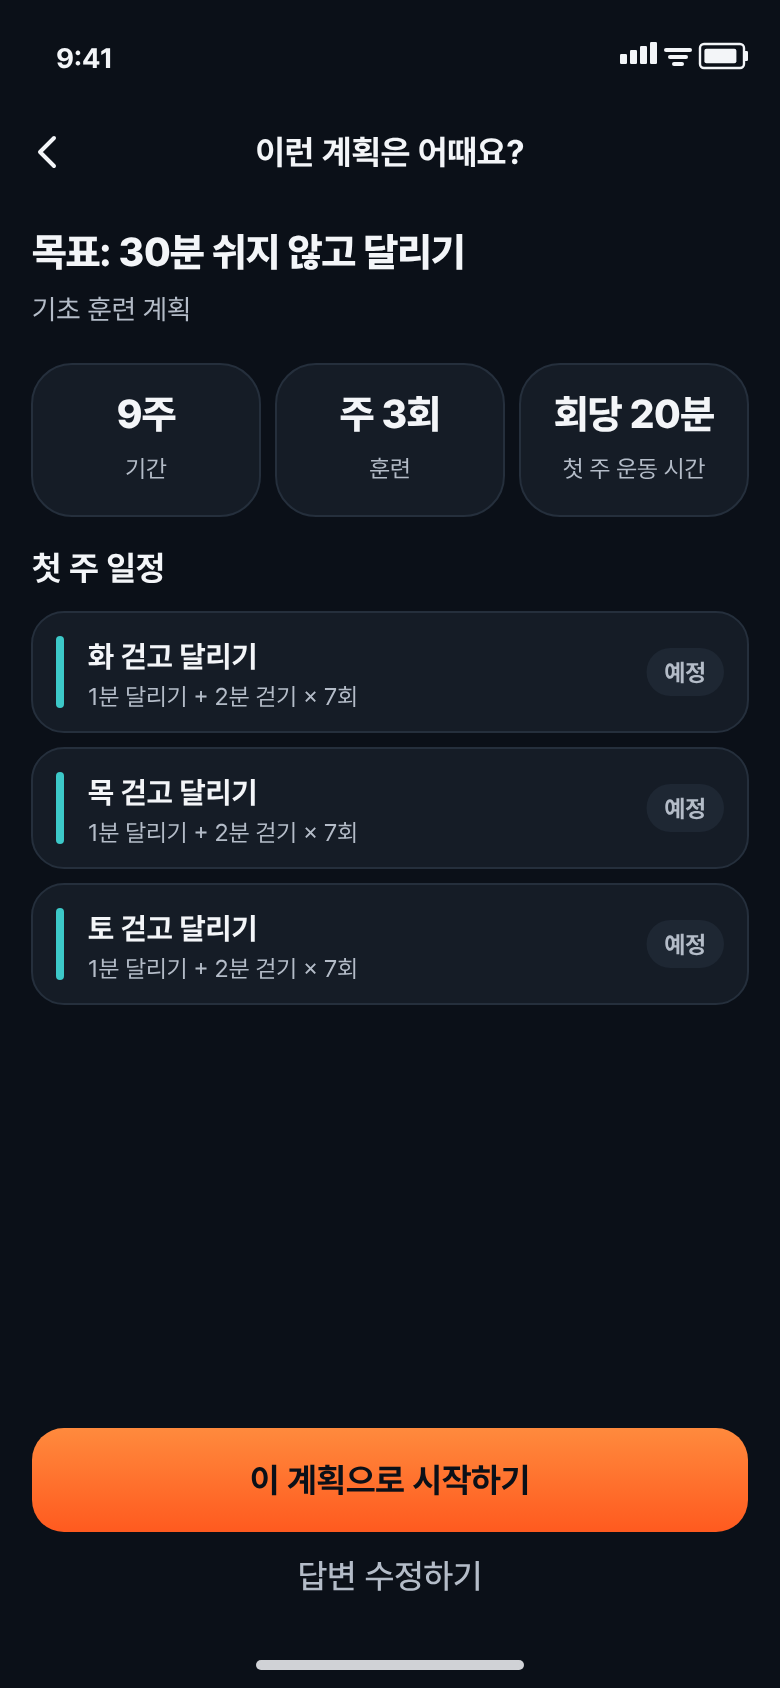 9:41
이런 계획은 어때요?
목표: 30분 쉬지 않고 달리기
기초 훈련 계획
9주
기간
주 3회
훈련
회당 20분
첫 주 운동 시간
첫 주 일정
화 걷고 달리기
1분 달리기 + 2분 걷기 × 7회
예정
목 걷고 달리기
1분 달리기 + 2분 걷기 × 7회
예정
토 걷고 달리기
1분 달리기 + 2분 걷기 × 7회
예정
이 계획으로 시작하기
답변 수정하기